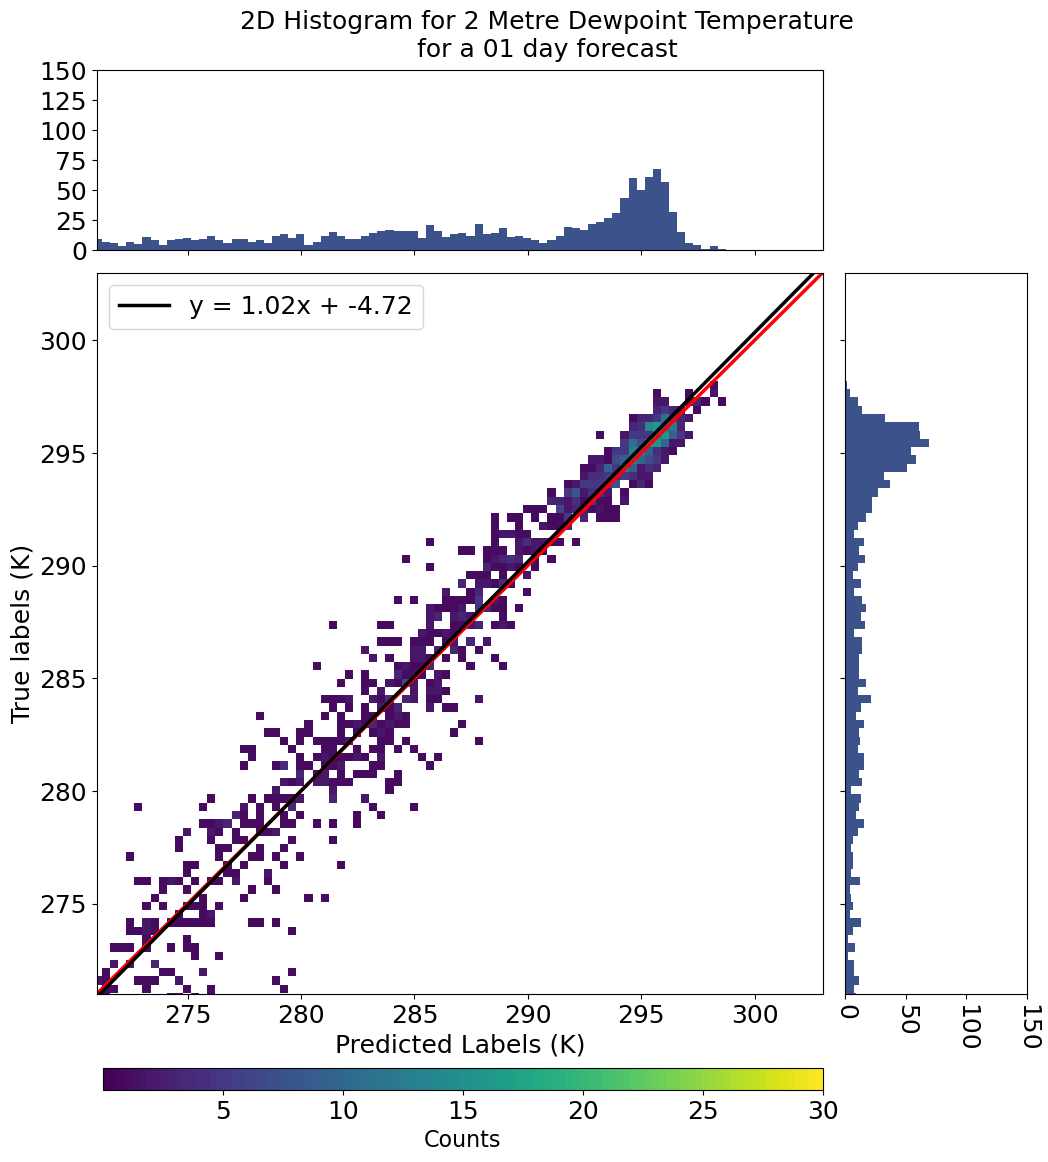 2D Histogram for 2 Metre Dewpoint Temperature
for a 01 day forecast
150
125
100
75
50
25
0
y = 1.02x + -4.72
True labels (K)
300
295
290
285
280
275
275 280 285 290 295 300
Predicted Labels (K)
0 50 100 150
5 10 15 20 25 30
Counts